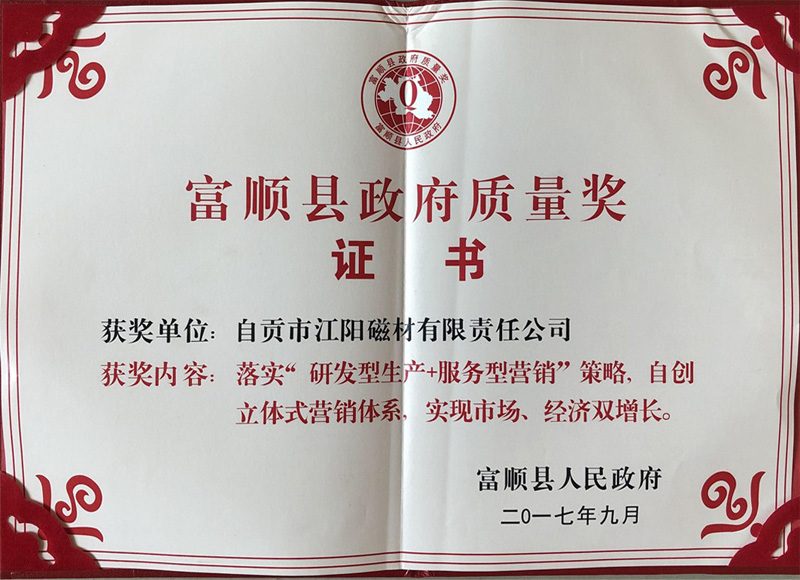 富顺县政府质量奖
Q
富顺县人民政府
富顺县政府质量奖
证 书
获奖单位：自贡市江阳磁材有限责任公司
获奖内容：落实“研发型生产+服务型营销”策略，自创
立体式营销体系，实现市场、经济双增长。
富顺县人民政府
二0一七年九月